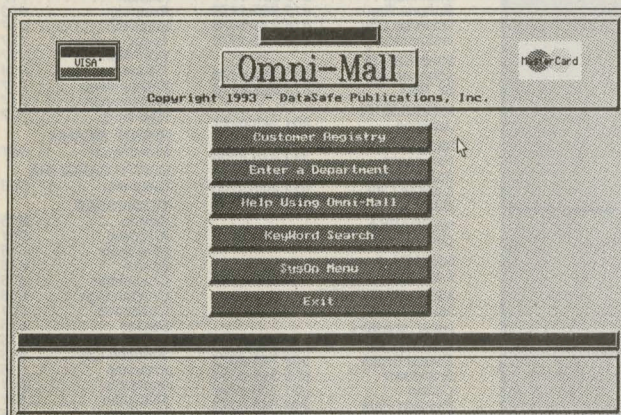 VISA
Omni-Mall
MasterCard
Copyright 1993 - DataSafe Publications, Inc.
Customer Registry
Enter a Department
Help Using Omni-Mall
KeyWord Search
SysOp Menu
Exit